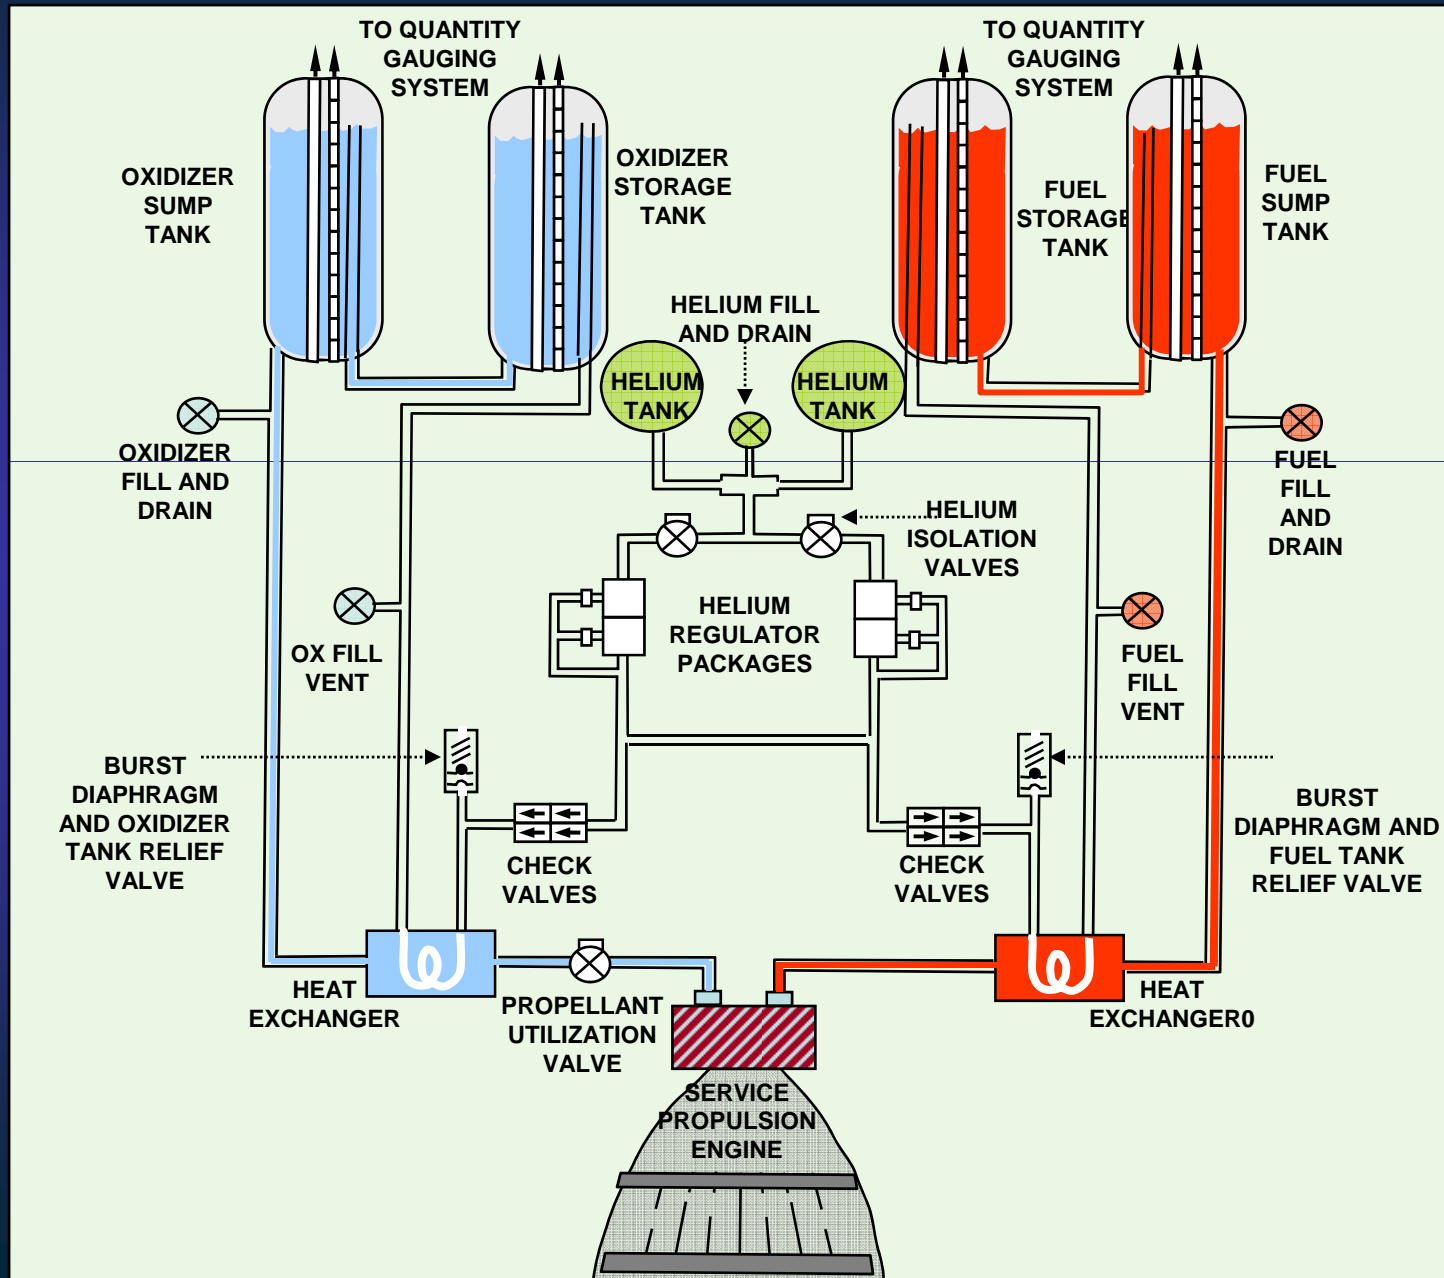 TO QUANTITY
GAUGING
SYSTEM
TO QUANTITY
GAUGING
SYSTEM
OXIDIZER
SUMP
TANK
OXIDIZER
STORAGE
TANK
FUEL
STORAGE
TANK
FUEL
SUMP
TANK
HELIUM FILL
AND DRAIN
HELIUM
TANK
HELIUM
TANK
OXIDIZER
FILL AND
DRAIN
FUEL
FILL
AND
DRAIN
HELIUM
ISOLATION
VALVES
HELIUM
REGULATOR
PACKAGES
OX FILL
VENT
FUEL
FILL
VENT
BURST
DIAPHRAGM
AND OXIDIZER
TANK RELIEF
VALVE
BURST
DIAPHRAGM AND
FUEL TANK
RELIEF VALVE
CHECK
VALVES
CHECK
VALVES
HEAT
EXCHANGER
PROPELLANT
UTILIZATION
VALVE
HEAT
EXCHANGER0
SERVICE
PROPULSION
ENGINE